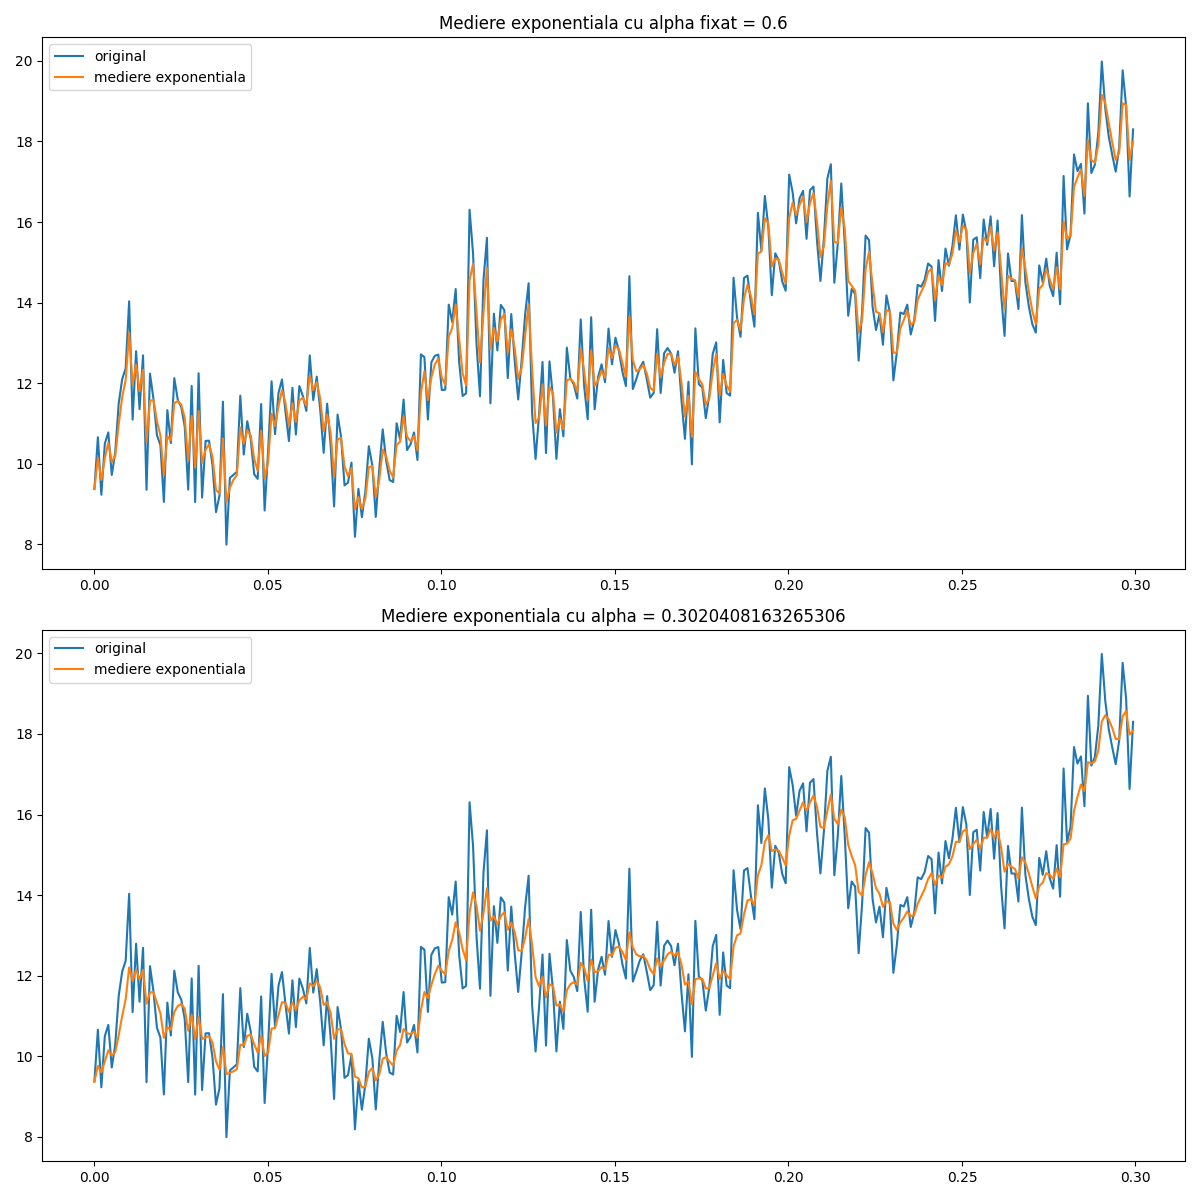 Mediere exponentiala cu alpha fixat = 0.6
original
mediere exponentiala
20
18
16
14
12
10
8
0.00 0.05 0.10 0.15 0.20 0.25 0.30
Mediere exponentiala cu alpha = 0.3020408163265306
original
mediere exponentiala
20
18
16
14
12
10
8
0.00 0.05 0.10 0.15 0.20 0.25 0.30